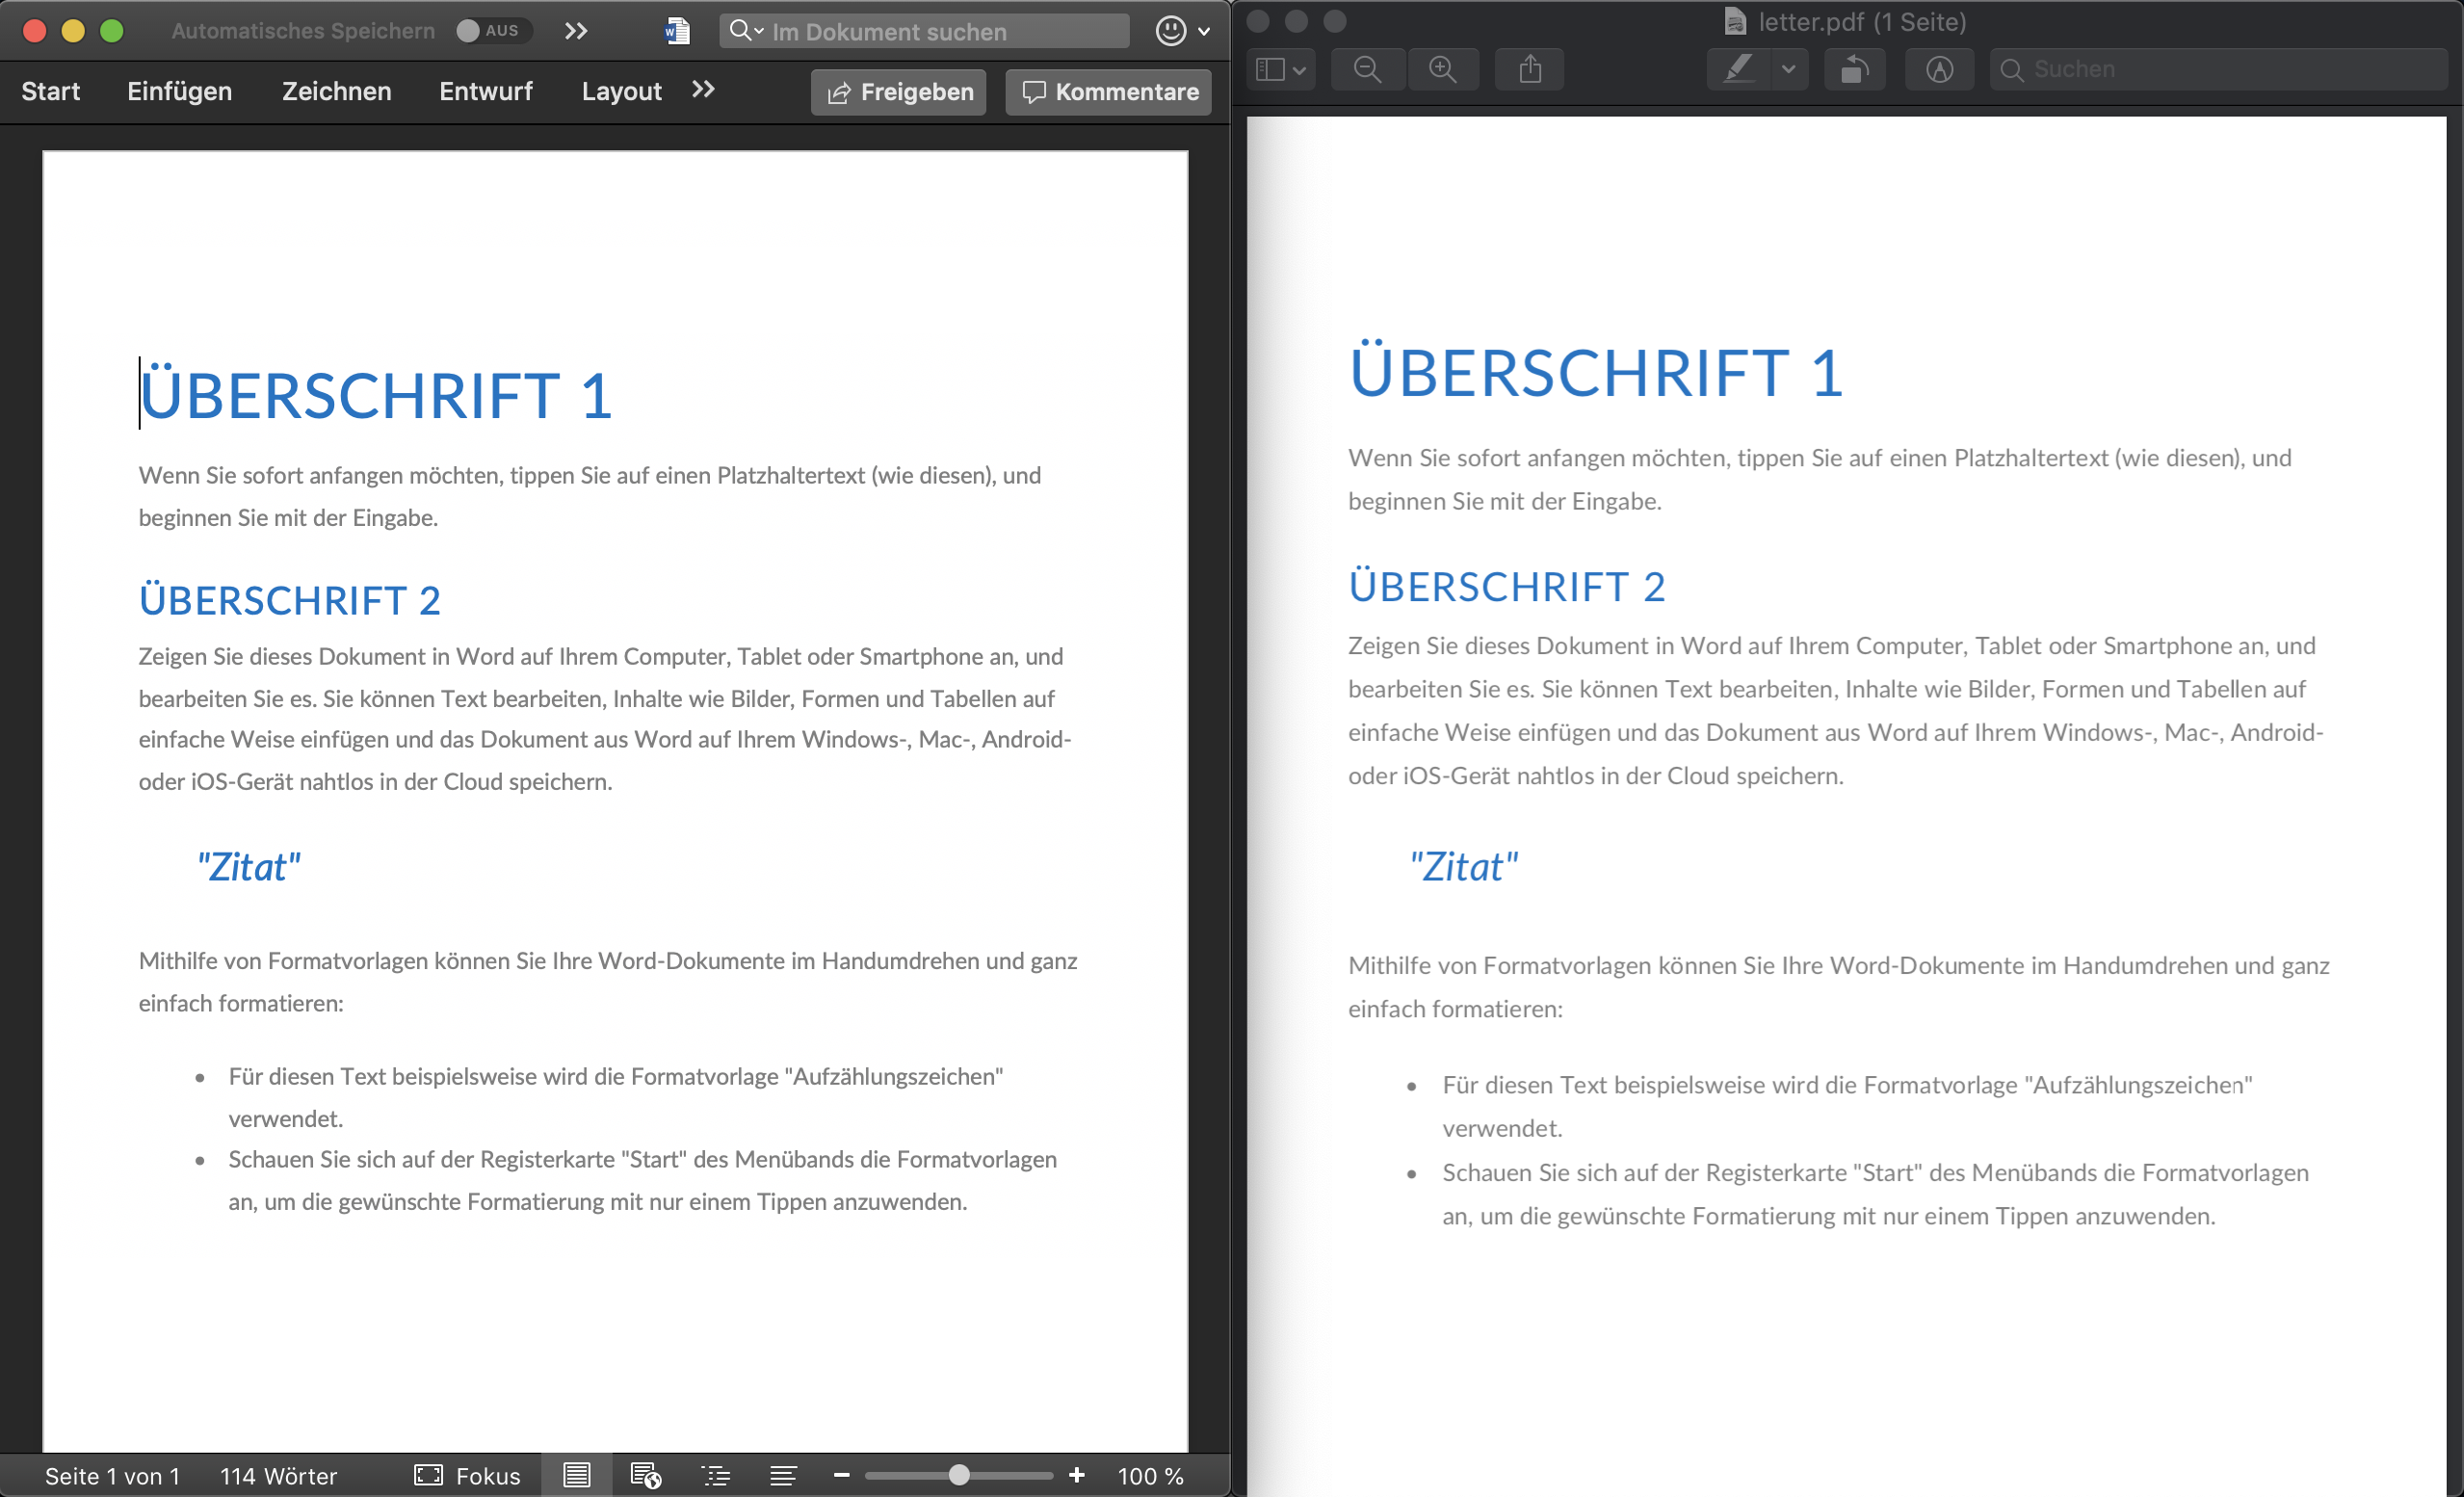 Automatisches Speichern AUS Im Dokument suchen
Start Einfügen Zeichnen Entwurf Layout Freigeben Kommentare
ÜBERSCHRIFT 1
Wenn Sie sofort anfangen möchten, tippen Sie auf einen Platzhaltertext (wie diesen), und
beginnen Sie mit der Eingabe.
ÜBERSCHRIFT 2
Zeigen Sie dieses Dokument in Word auf Ihrem Computer, Tablet oder Smartphone an, und
bearbeiten Sie es. Sie können Text bearbeiten, Inhalte wie Bilder, Formen und Tabellen auf
einfache Weise einfügen und das Dokument aus Word auf Ihrem Windows-, Mac-, Android-
oder iOS-Gerät nahtlos in der Cloud speichern.
"Zitat"
Mithilfe von Formatvorlagen können Sie Ihre Word-Dokumente im Handumdrehen und ganz
einfach formatieren:
• Für diesen Text beispielsweise wird die Formatvorlage "Aufzählungszeichen"
verwendet.
• Schauen Sie sich auf der Registerkarte "Start" des Menübands die Formatvorlagen
an, um die gewünschte Formatierung mit nur einem Tippen anzuwenden.
Seite 1 von 1 114 Wörter Fokus 100 %
letter.pdf (1 Seite)
Suchen
ÜBERSCHRIFT 1
Wenn Sie sofort anfangen möchten, tippen Sie auf einen Platzhaltertext (wie diesen), und
beginnen Sie mit der Eingabe.
ÜBERSCHRIFT 2
Zeigen Sie dieses Dokument in Word auf Ihrem Computer, Tablet oder Smartphone an, und
bearbeiten Sie es. Sie können Text bearbeiten, Inhalte wie Bilder, Formen und Tabellen auf
einfache Weise einfügen und das Dokument aus Word auf Ihrem Windows-, Mac-, Android-
oder iOS-Gerät nahtlos in der Cloud speichern.
"Zitat"
Mithilfe von Formatvorlagen können Sie Ihre Word-Dokumente im Handumdrehen und ganz
einfach formatieren:
• Für diesen Text beispielsweise wird die Formatvorlage "Aufzählungszeichen"
verwendet.
• Schauen Sie sich auf der Registerkarte "Start" des Menübands die Formatvorlagen
an, um die gewünschte Formatierung mit nur einem Tippen anzuwenden.